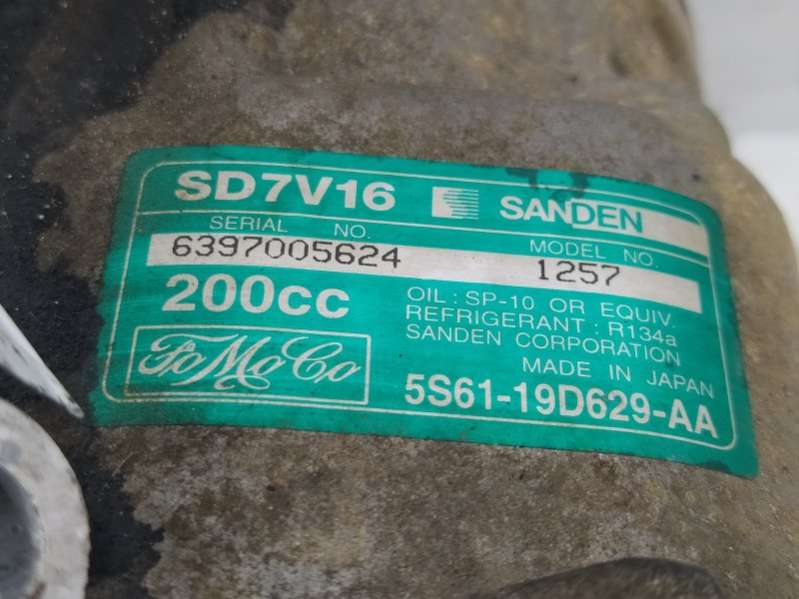 SD7V16 SANDEN
SERIAL NO. MODEL NO.
6397005624 1257
200cc
OIL : SP-10 OR EQUIV.
REFRIGERANT : R134a
SANDEN CORPORATION
MADE IN JAPAN
FoMoCo
5S61-19D629-AA